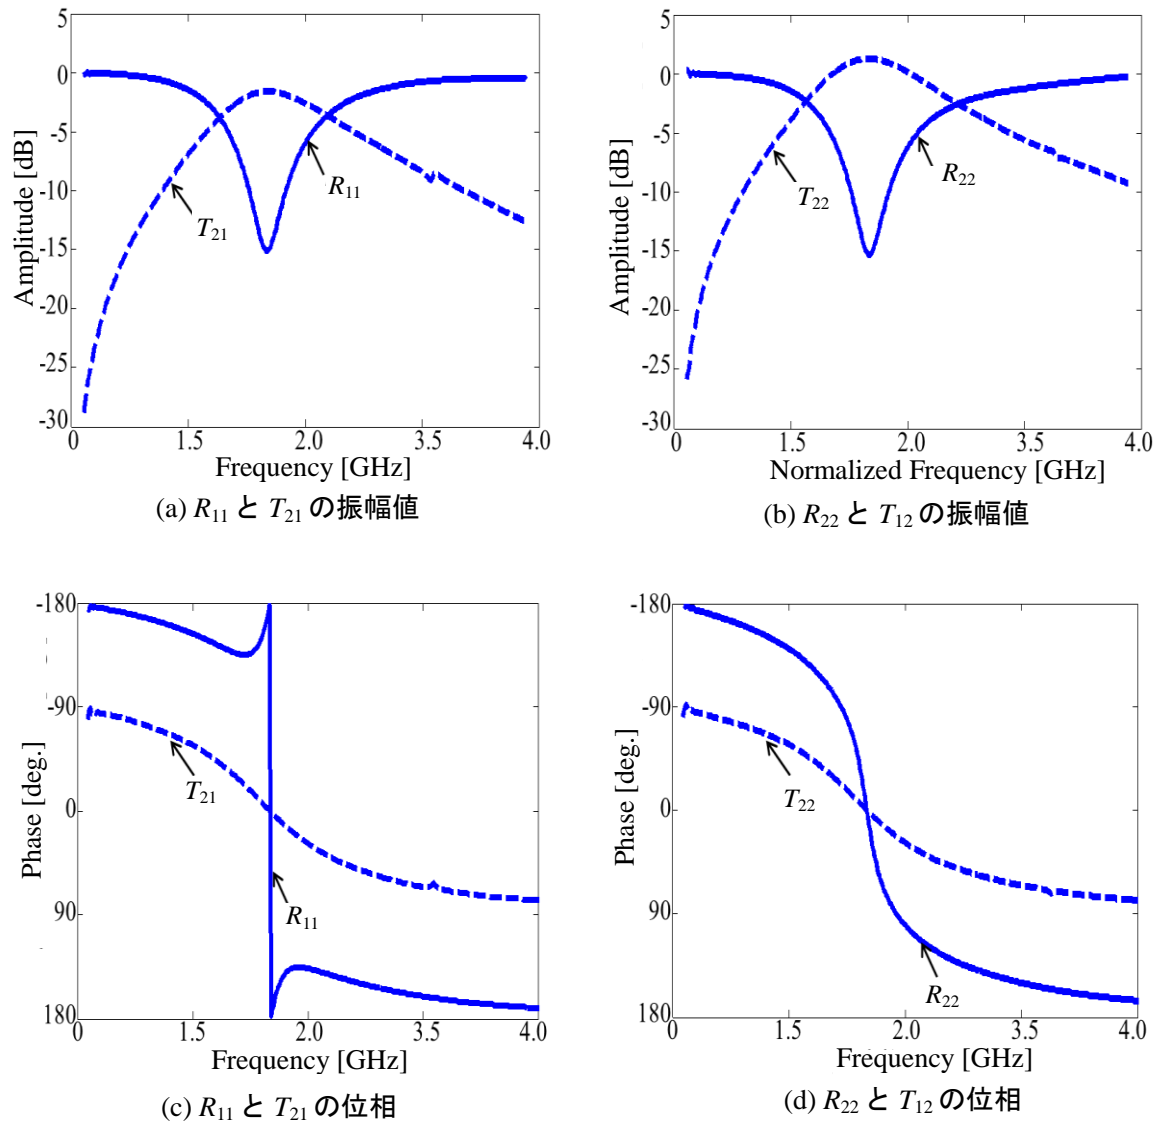 5
0
-5
-10
-15
-20
-25
-30
Amplitude [dB]
T21
R11
0 1.5 2.0 3.5 4.0
Frequency [GHz]
(a) R11 と T21 の振幅値
5
0
-5
-10
-15
-20
-25
-30
Amplitude [dB]
T22
R22
0 1.5 2.0 3.5 4.0
Normalized Frequency [GHz]
(b) R22 と T12 の振幅値
-180
-90
0
90
180
Phase [deg.]
T21
R11
0 1.5 2.0 3.5 4.0
Frequency [GHz]
(c) R11 と T21 の位相
-180
-90
0
90
180
Phase [deg.]
T22
R22
0 1.5 2.0 3.5 4.0
Frequency [GHz]
(d) R22 と T12 の位相